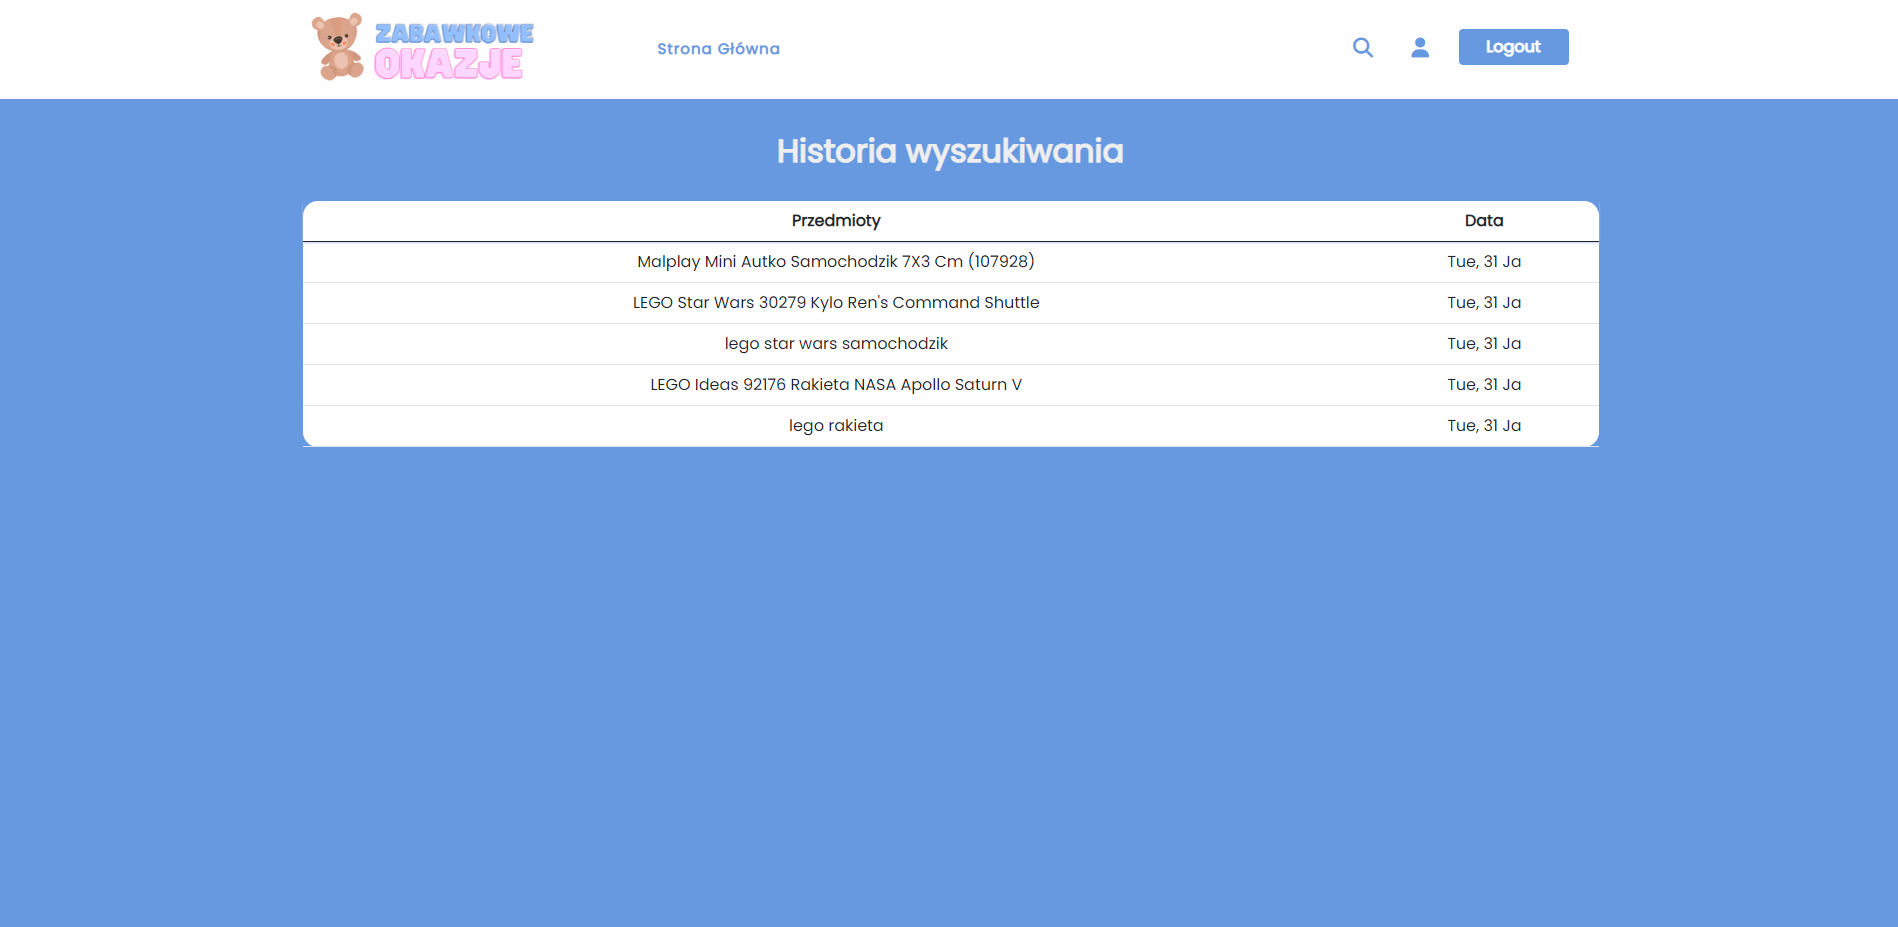 ZABAWKOWE
OKAZJE
Strona Główna
Logout
Historia wyszukiwania
Przedmioty Data
Malplay Mini Autko Samochodzik 7X3 Cm (107928) Tue, 31 Ja
LEGO Star Wars 30279 Kylo Ren's Command Shuttle Tue, 31 Ja
lego star wars samochodzik Tue, 31 Ja
LEGO Ideas 92176 Rakieta NASA Apollo Saturn V Tue, 31 Ja
lego rakieta Tue, 31 Ja